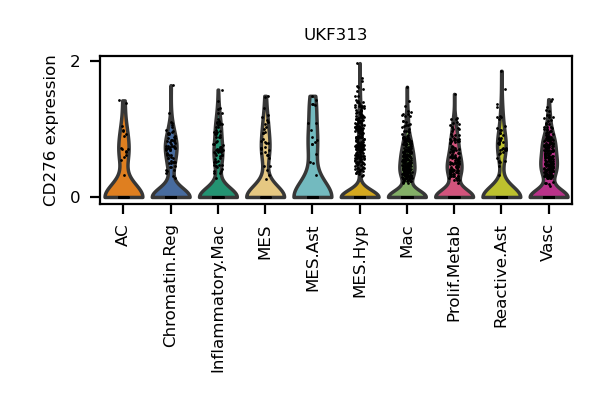 UKF313
CD276 expression
2
0
AC
Chromatin.Reg
Inflammatory.Mac
MES
MES.Ast
MES.Hyp
Mac
Prolif.Metab
Reactive.Ast
Vasc